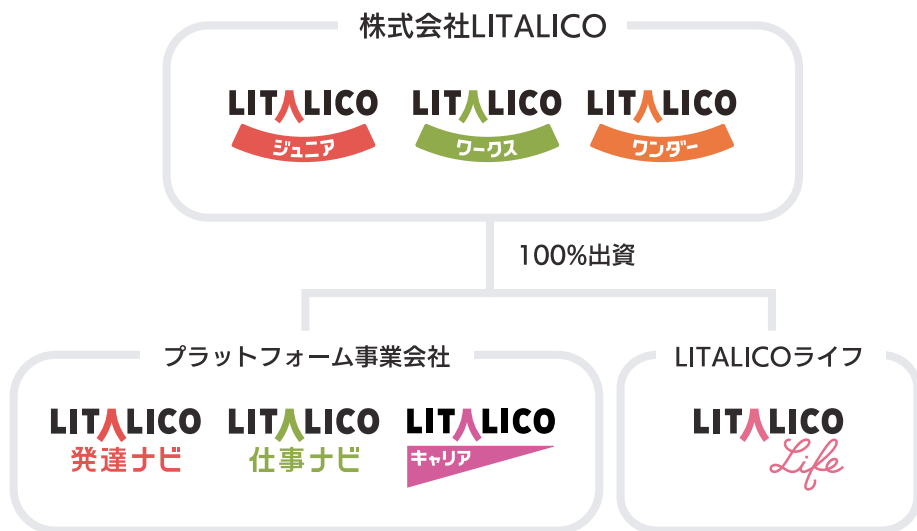 株式会社LITALICO
LITALICO
ジュニア
LITALICO
ワークス
LITALICO
ワンダー
100%出資
プラットフォーム事業会社
LITALICO
発達ナビ
LITALICO
仕事ナビ
LITALICO
キャリア
LITALICOライフ
LITALICO
Life